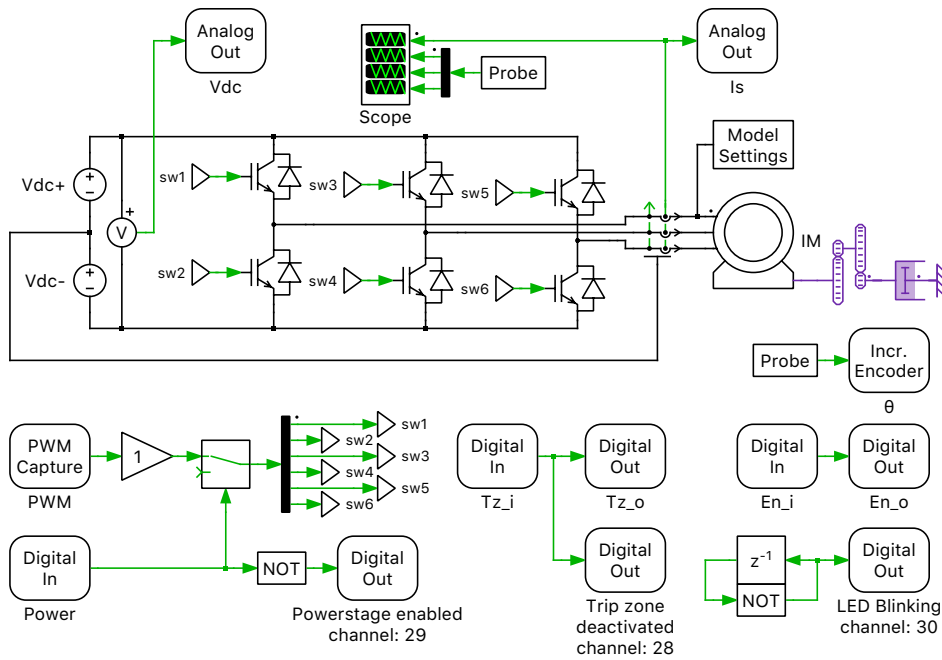 Analog
Out
Vdc
Scope
Probe
Analog
Out
Is
Model
Settings
Vdc+
Vdc-
V
sw1
sw3
sw5
sw2
sw4
sw6
IM
Probe
Incr.
Encoder
θ
PWM
Capture
PWM
1
sw1
sw2
sw3
sw4
sw5
sw6
Digital
In
Power
NOT
Digital
Out
Powerstage enabled
channel: 29
Digital
In
Tz_i
Digital
Out
Tz_o
Digital
Out
Trip zone
deactivated
channel: 28
Digital
In
En_i
Digital
Out
En_o
z-1
NOT
Digital
Out
LED Blinking
channel: 30